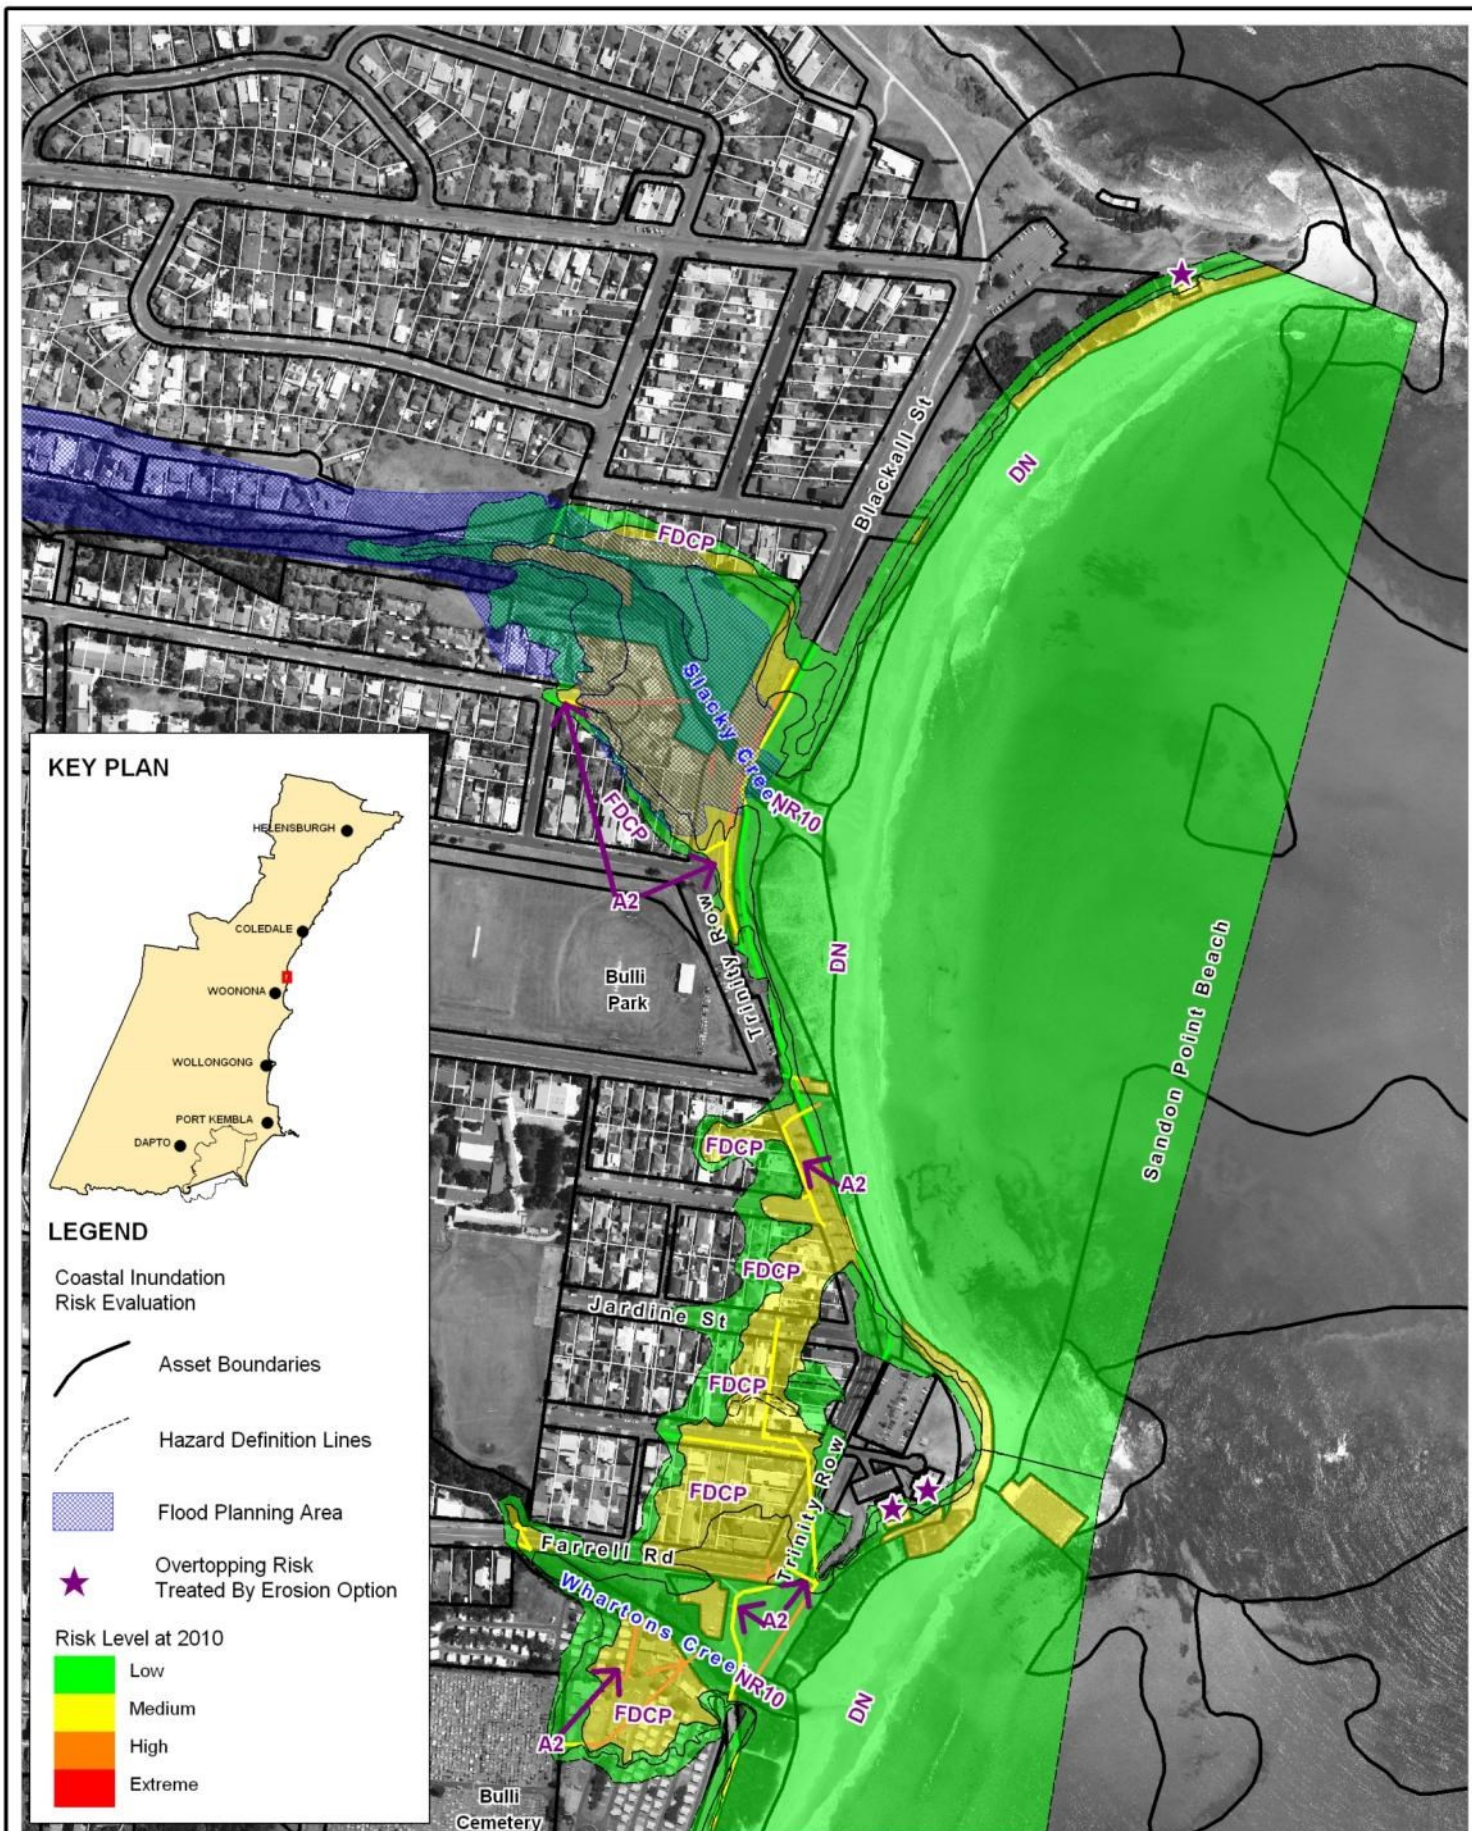 Blackall St
DN
FDCP
Slacky Creek
NR10
FDCP
A2
Trinity Row
Bulli
Park
DN
Sandon Point Beach
FDCP
A2
FDCP
Jardine St
FDCP
FDCP
Trinity Row
Farrell Rd
Whartons Creek
A2
NR10
DN
FDCP
A2
Bulli
Cemetery
KEY PLAN
HELENSBURGH
COLEDALE
WOONONA
WOLLONGONG
PORT KEMBLA
DAPTO
LEGEND
Coastal Inundation
Risk Evaluation
Asset Boundaries
Hazard Definition Lines
Flood Planning Area
Overtopping Risk
Treated By Erosion Option
Risk Level at 2010
Low
Medium
High
Extreme